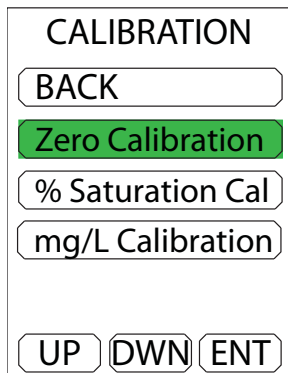 CALIBRATION
BACK
Zero Calibration
% Saturation Cal
mg/L Calibration
UP DWN ENT